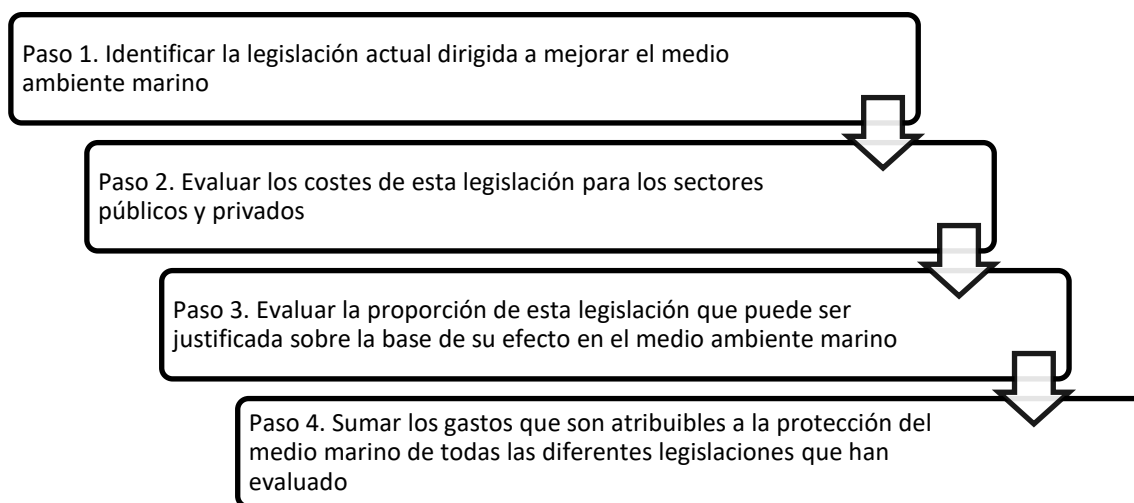 Paso 1. Identificar la legislación actual dirigida a mejorar el medio
ambiente marino
Paso 2. Evaluar los costes de esta legislación para los sectores
públicos y privados
Paso 3. Evaluar la proporción de esta legislación que puede ser
justificada sobre la base de su efecto en el medio ambiente marino
Paso 4. Sumar los gastos que son atribuibles a la protección del
medio marino de todas las diferentes legislaciones que han
evaluado